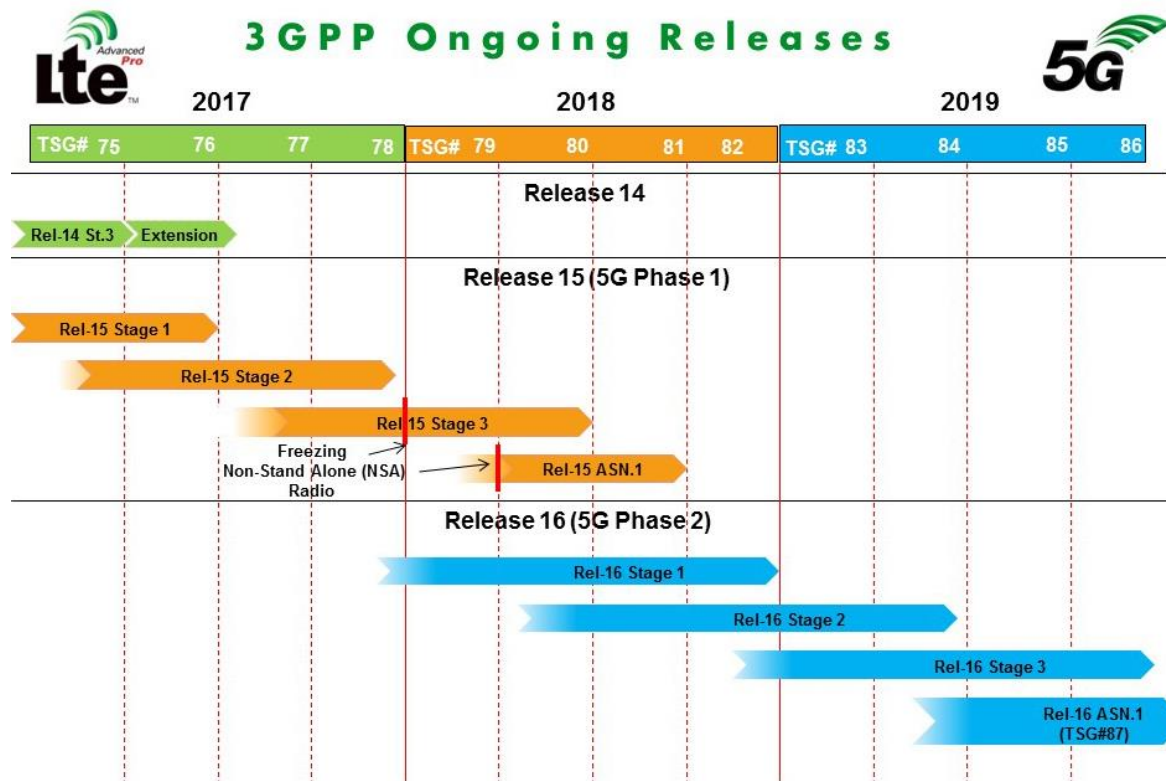 3GPP Ongoing Releases
LTE Advanced Pro TM
5G
2017 2018 2019
TSG# 75 76 77 78 TSG# 79 80 81 82 TSG# 83 84 85 86
Release 14
Rel-14 St.3 Extension
Release 15 (5G Phase 1)
Rel-15 Stage 1
Rel-15 Stage 2
Rel-15 Stage 3
Freezing
Non-Stand Alone (NSA)
Radio
Rel-15 ASN.1
Release 16 (5G Phase 2)
Rel-16 Stage 1
Rel-16 Stage 2
Rel-16 Stage 3
Rel-16 ASN.1
(TSG#87)